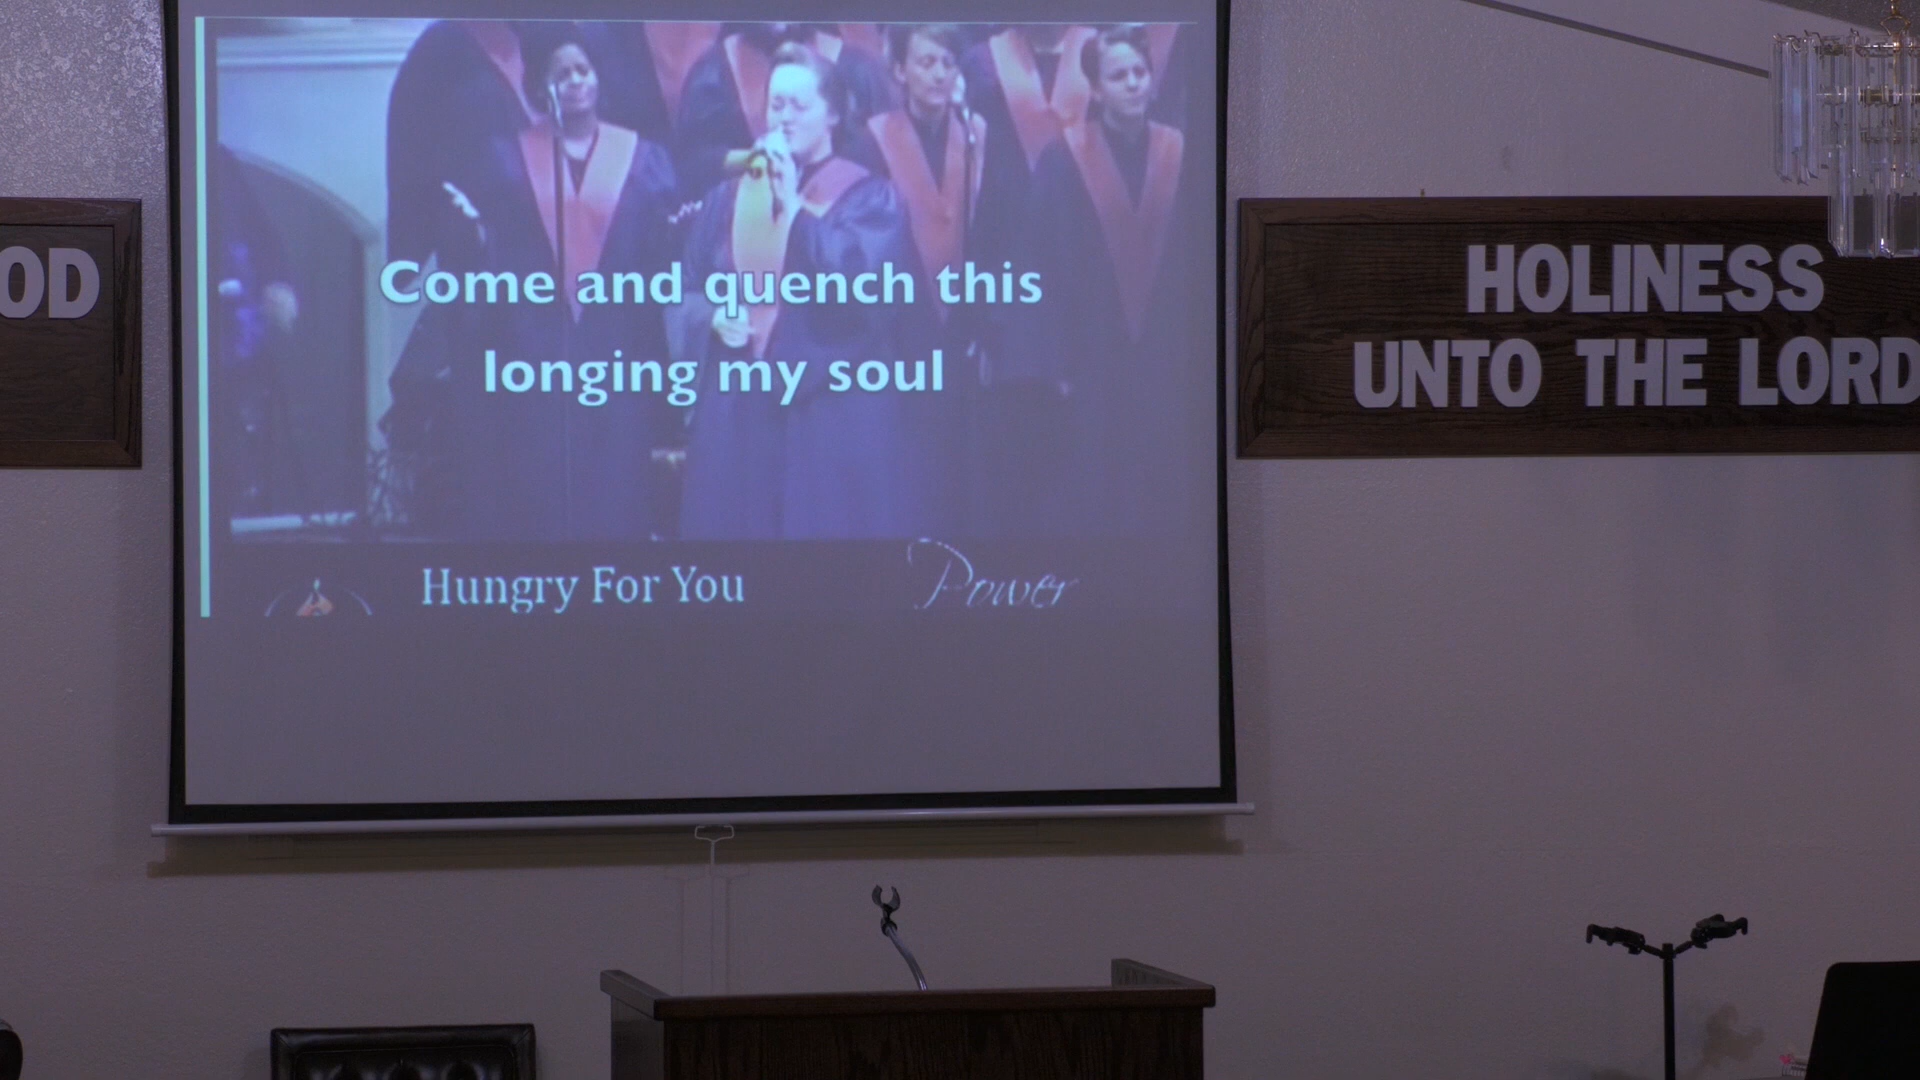 OD
Come and quench this
longing my soul
Hungry For You
Power
HOLINESS
UNTO THE LORD